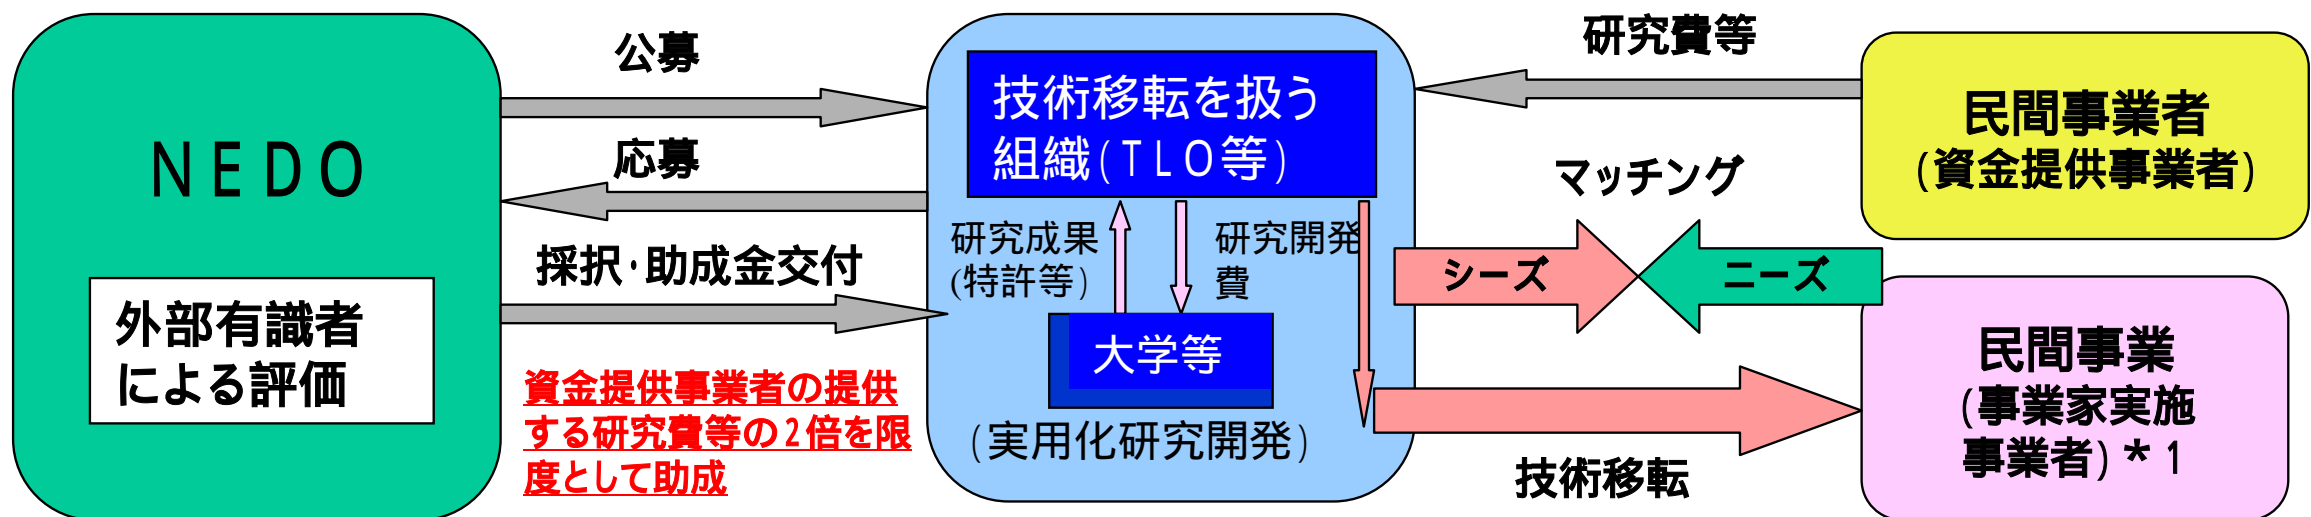 NEDO
外部有識者
による評価
公募
応募
採択・助成金交付
資金提供事業者の提供
する研究費等の2倍を限
度として助成
技術移転を扱う
組織(TLO等)
研究成果
(特許等)
研究開発
費
大学等
(実用化研究開発)
研究費等
マッチング
シーズ
ニーズ
技術移転
民間事業者
(資金提供事業者)
民間事業
(事業家実施
事業者)*1